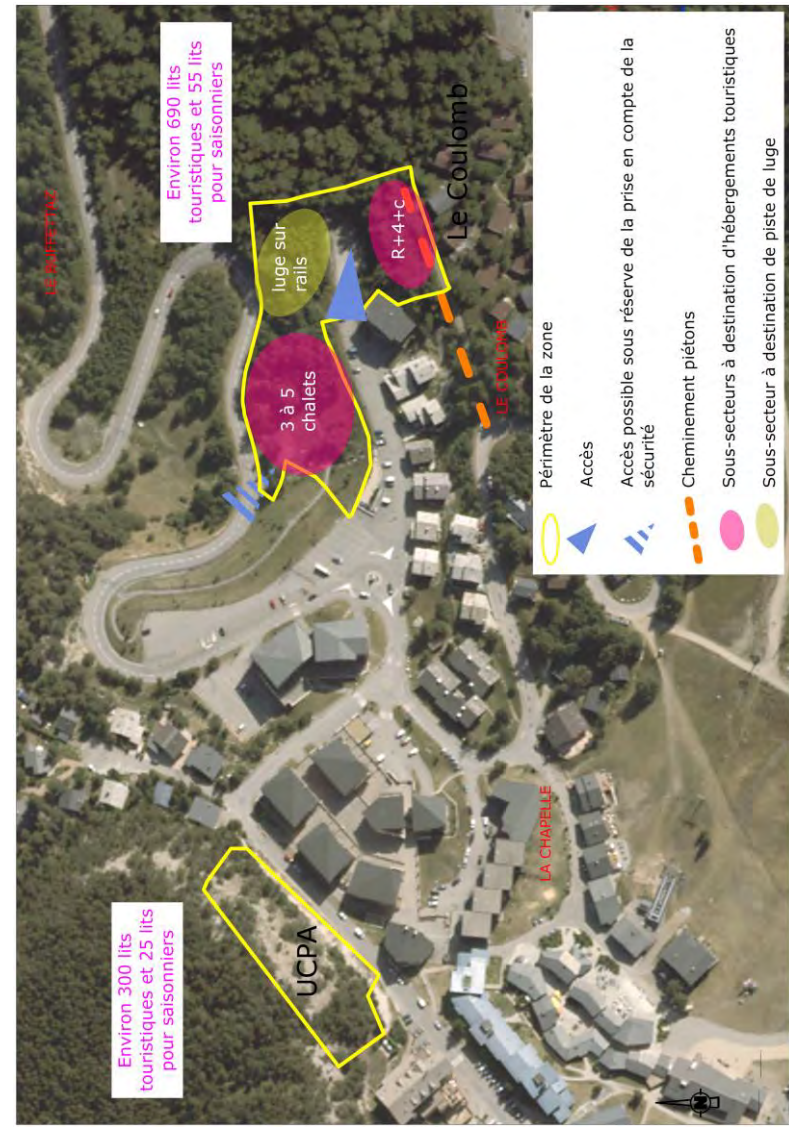 Environ 300 lits
touristiques et 25 lits
pour saisonniers
UCPA
LA CHAPELLE
N
LE BUFFETTAZ
Environ 690 lits
touristiques et 55 lits
pour saisonniers
luge sur
rails
3 à 5
chalets
R+4+c
Le Coulomb
LE COULOMB
Périmètre de la zone
Accès
Accès possible sous réserve de la prise en compte de la
sécurité
Cheminement piétons
Sous-secteurs à destination d'hébergements touristiques
Sous-secteur à destination de piste de luge